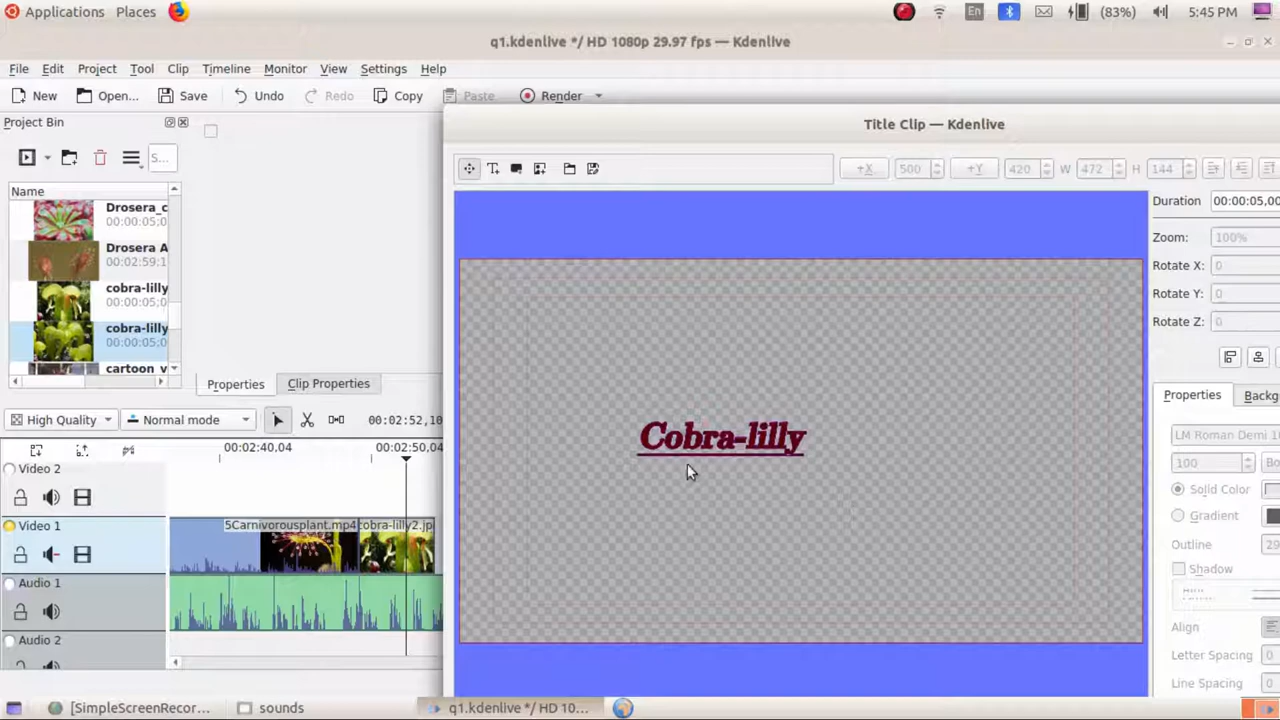 Applications Places
En (83%) 5:45 PM
q1.kdenlive */ HD 1080p 29.97 fps — Kdenlive
File Edit Project Tool Clip Timeline Monitor View Settings Help
New Open... Save Undo Redo Copy Paste Render
Project Bin
Title Clip — Kdenlive
S...
+X 500 +Y 420 W 472 H 144
Name
Drosera_c
00:00:05;0
Drosera A
00:02:59:1
cobra-lilly
00:00:05;0
cobra-lilly
00:00:05;0
cartoon_v
Duration 00:00:05,00
Zoom: 100%
Rotate X: 0
Rotate Y: 0
Rotate Z: 0
Properties Clip Properties
Properties Backg
High Quality Normal mode 00:02:52,10
LM Roman Demi 1
100 Bo
Solid Color
Gradient
Outline 29
Shadow
Align
Letter Spacing 0
Line Spacing 0
Cobra-lilly
00:02:40,04 00:02:50,04
Video 2
Video 1
5Carnivorousplant.mp4 cobra-lilly2.jp
Audio 1
Audio 2
[SimpleScreenRecor... sounds q1.kdenlive */ HD 10...